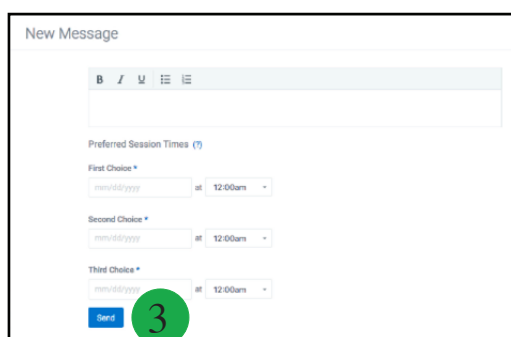 New Message
B I U
Preferred Session Times (?)
First Choice *
mm/dd/yyyy at 12:00am
Second Choice *
mm/dd/yyyy at 12:00am
Third Choice *
mm/dd/yyyy at 12:00am
Send 3